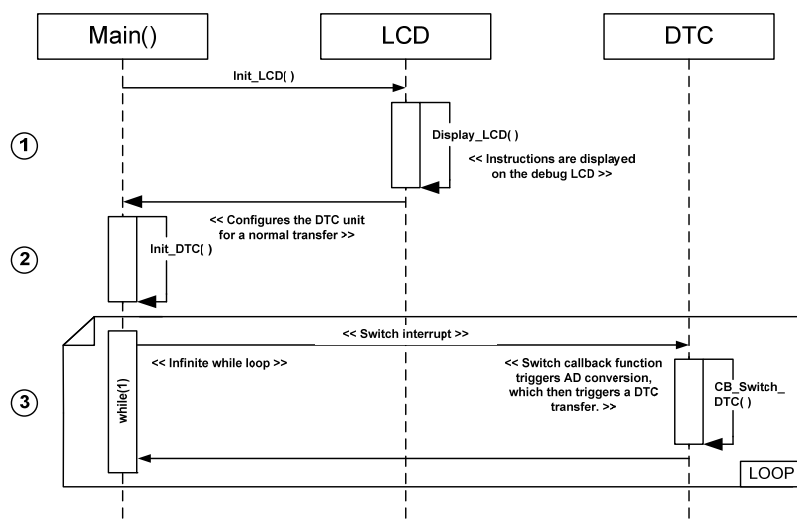 Main()
LCD
DTC
Init_LCD( )
1
Display_LCD( )
<< Instructions are displayed
on the debug LCD >>
<< Configures the DTC unit
for a normal transfer >>
2
Init_DTC( )
<< Switch interrupt >>
<< Infinite while loop >>
<< Switch callback function
triggers AD conversion,
which then triggers a DTC
transfer. >>
CB_Switch_
DTC( )
3
while(1)
LOOP